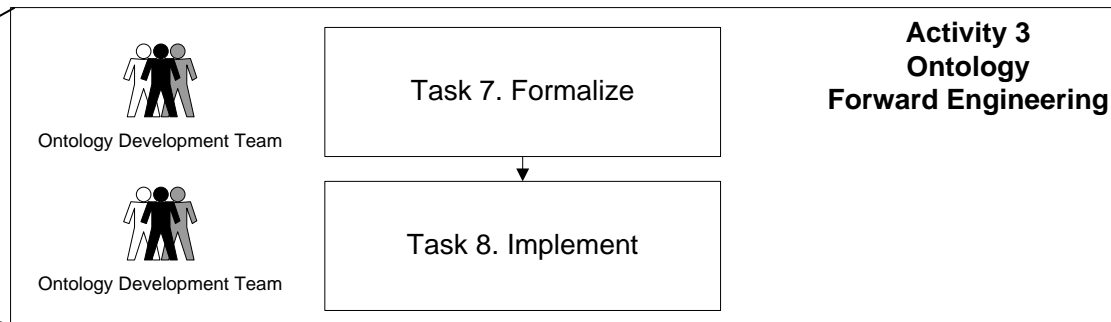 Activity 3
Ontology
Forward Engineering
Task 7. Formalize
Ontology Development Team
Task 8. Implement
Ontology Development Team